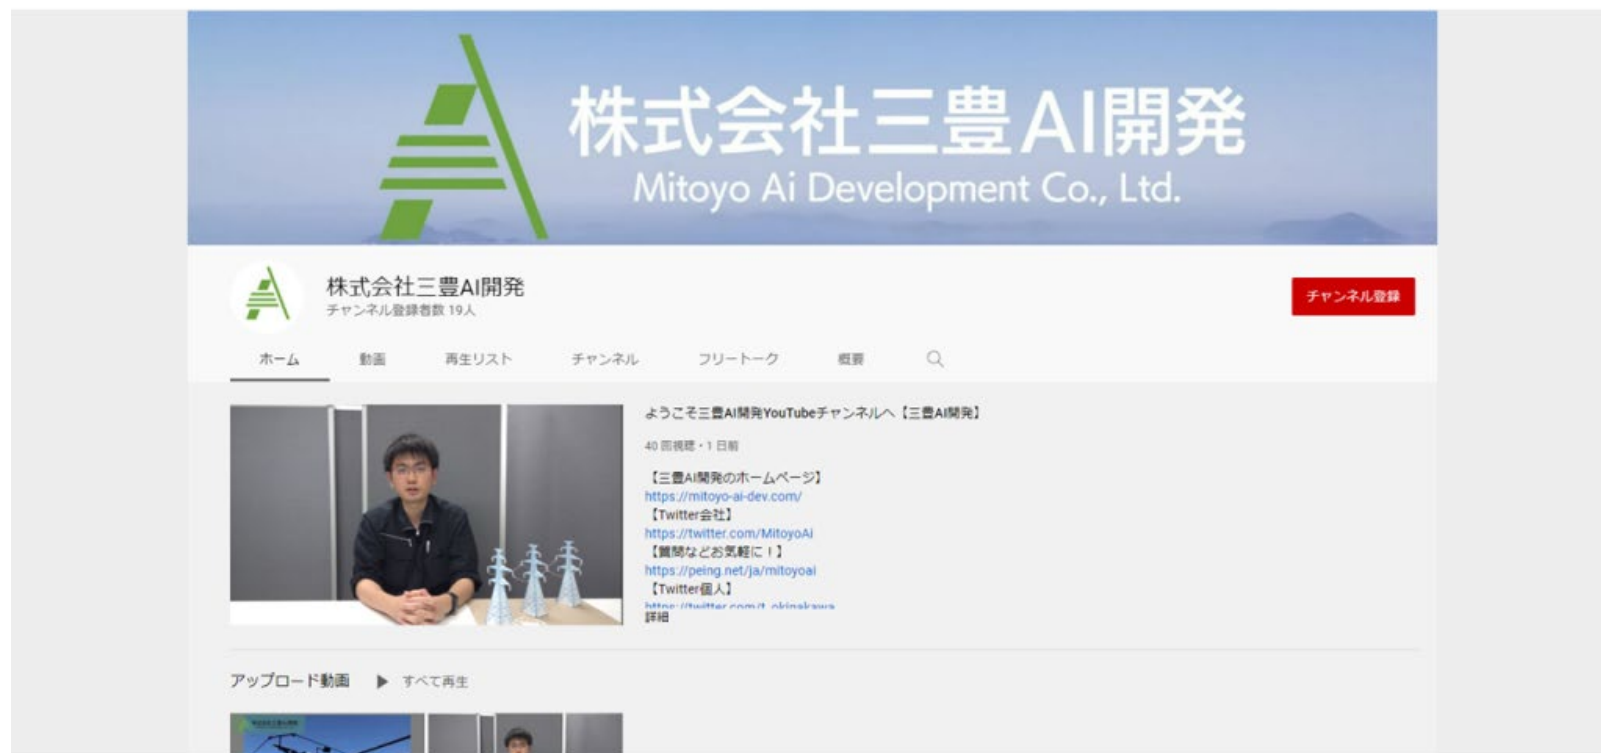 株式会社三豊AI開発
Mitoyo Ai Development Co., Ltd.
株式会社三豊AI開発
チャンネル登録者数 19人
チャンネル登録
ホーム 動画 再生リスト チャンネル フリートーク 概要
ようこそ三豊AI開発YouTubeチャンネルへ【三豊AI開発】
40 回視聴・1 日前
【三豊AI開発のホームページ】
https://mitoyo-ai-dev.com/
【Twitter会社】
https://twitter.com/MitoyoAi
【質問などお気軽に！】
https://peing.net/ja/mitoyoai
【Twitter個人】
https://twitter.com/t_okinakawa
詳細
アップロード動画 すべて再生